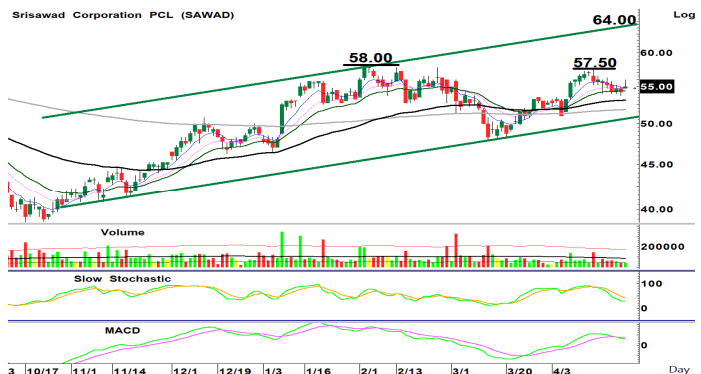 Srisawad Corporation PCL (SAWAD)
Log
64.00
60.00
58.00
57.50
55.00
50.00
45.00
40.00
Volume
200000
Slow Stochastic
100
0
MACD
0
3 10/17 11/1 11/14 12/1 12/19 1/3 1/16 2/1 2/13 3/1 3/20 4/3 Day